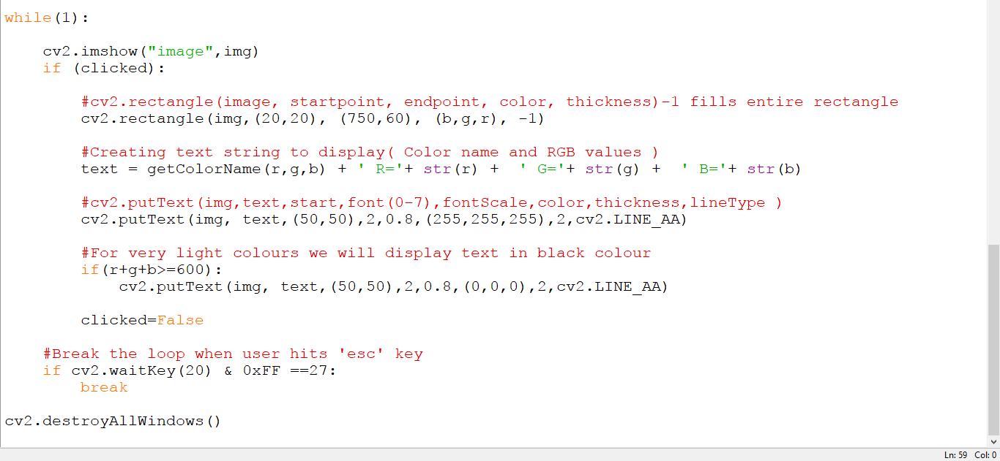 while(1):
cv2.imshow("image",img)
if (clicked):
#cv2.rectangle(image, startpoint, endpoint, color, thickness)-1 fills entire rectangle
cv2.rectangle(img,(20,20), (750,60), (b,g,r), -1)
#Creating text string to display( Color name and RGB values )
text = getColorName(r,g,b) + ' R='+ str(r) +  ' G='+ str(g) +  ' B='+ str(b)
#cv2.putText(img,text,start,font(0-7),fontScale,color,thickness,lineType )
cv2.putText(img, text,(50,50),2,0.8,(255,255,255),2,cv2.LINE_AA)
#For very light colours we will display text in black colour
if(r+g+b>=600):
cv2.putText(img, text,(50,50),2,0.8,(0,0,0),2,cv2.LINE_AA)
clicked=False
#Break the loop when user hits 'esc' key
if cv2.waitKey(20) & 0xFF ==27:
break
cv2.destroyAllWindows()
Ln: 59 Col: 0